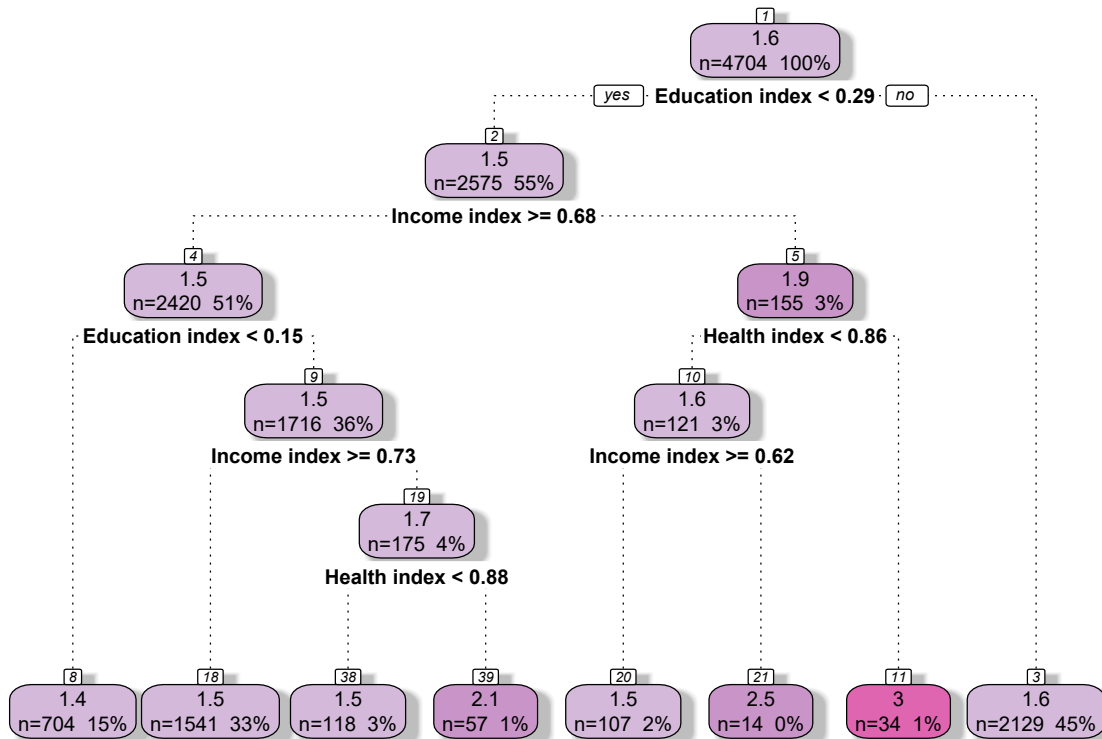 1
1.6
n=4704 100%
yes Education index < 0.29 no
2
1.5
n=2575 55%
Income index >= 0.68
4
1.5
n=2420 51%
5
1.9
n=155 3%
Education index < 0.15
Health index < 0.86
9
1.5
n=1716 36%
10
1.6
n=121 3%
Income index >= 0.73
Income index >= 0.62
19
1.7
n=175 4%
Health index < 0.88
8
1.4
n=704 15%
18
1.5
n=1541 33%
38
1.5
n=118 3%
39
2.1
n=57 1%
20
1.5
n=107 2%
21
2.5
n=14 0%
11
3
n=34 1%
3
1.6
n=2129 45%